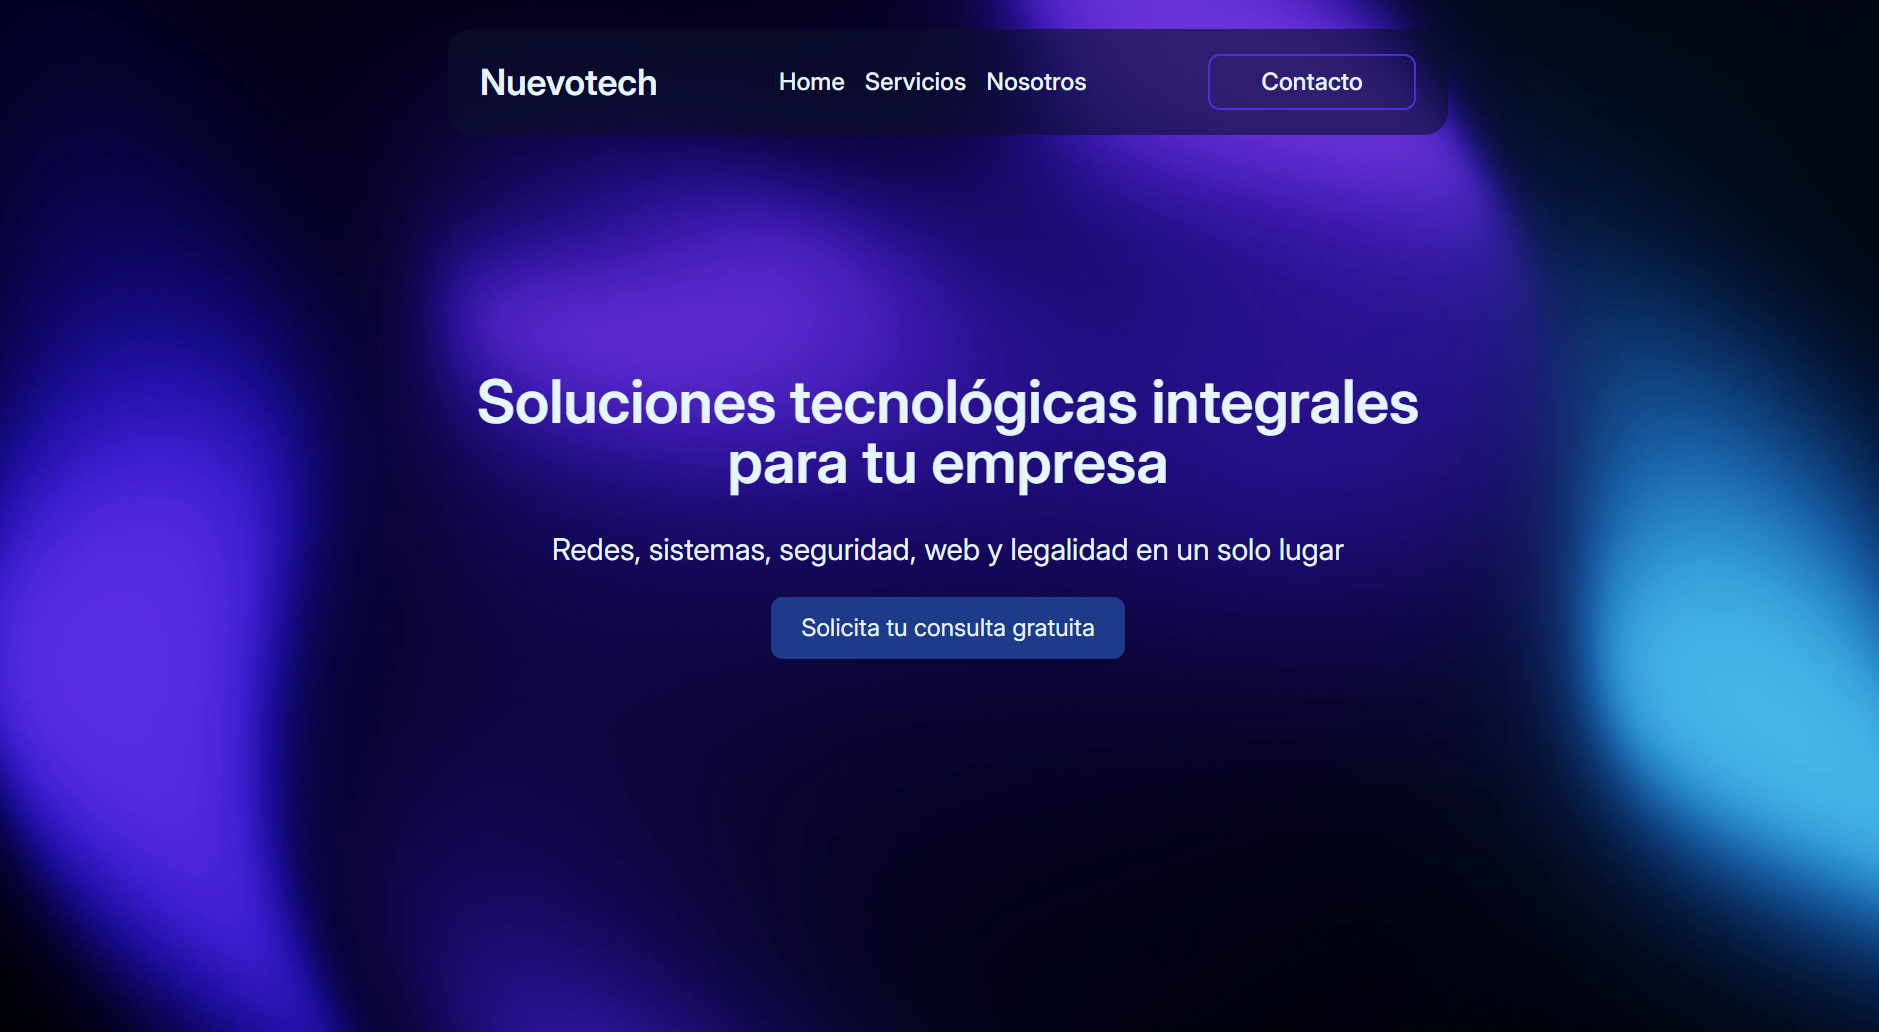 Nuevotech
Home Servicios Nosotros
Contacto
Soluciones tecnológicas integrales
para tu empresa
Redes, sistemas, seguridad, web y legalidad en un solo lugar
Solicita tu consulta gratuita